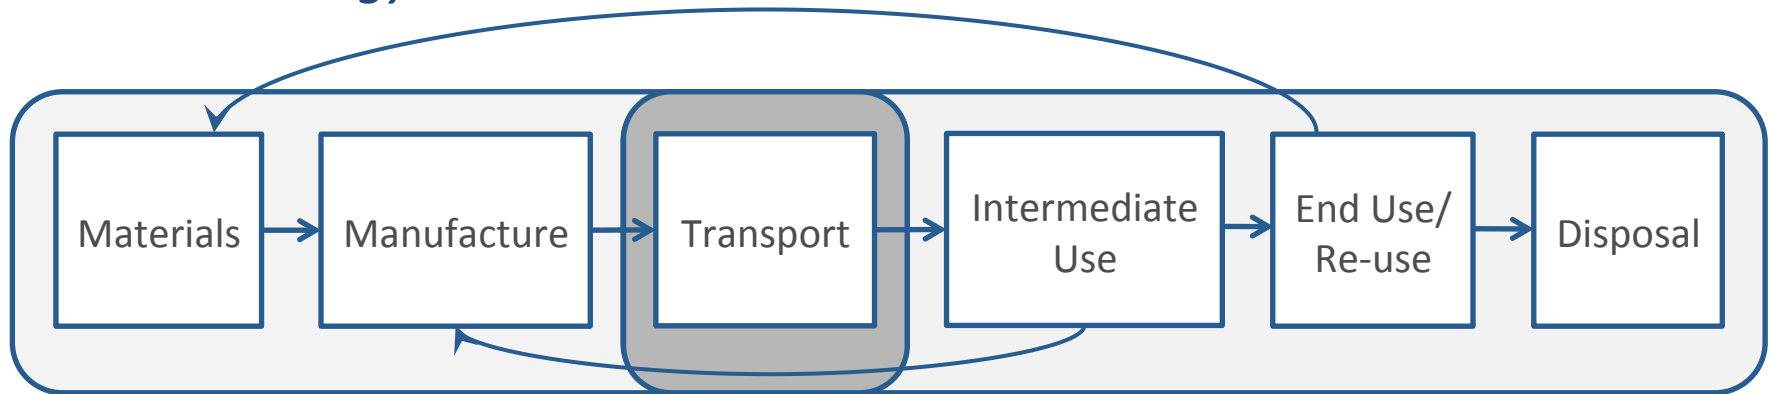 Materials
Manufacture
Transport
Intermediate
Use
End Use/
Re-use
Disposal